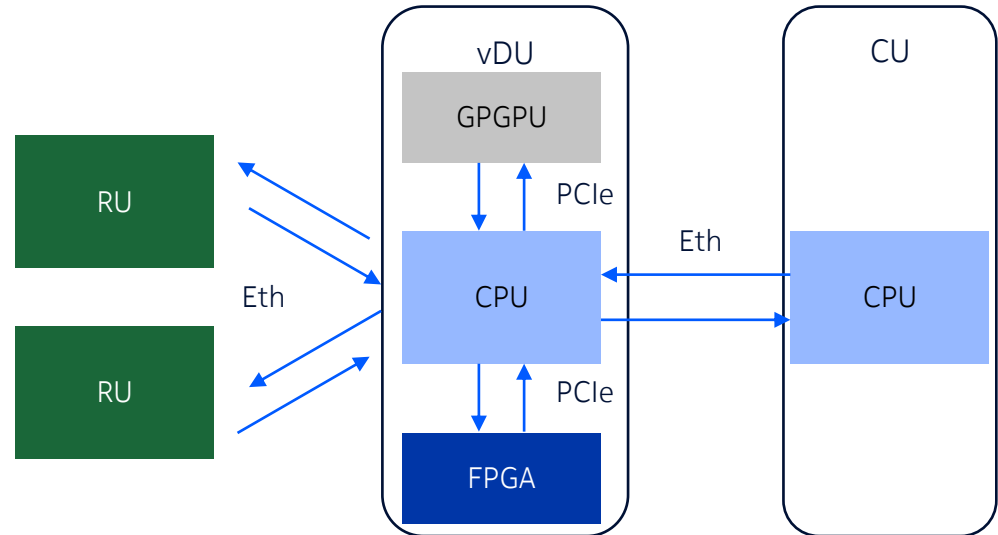 vDU
CU
GPGPU
RU
PCIe
Eth
CPU
CPU
Eth
RU
PCIe
FPGA